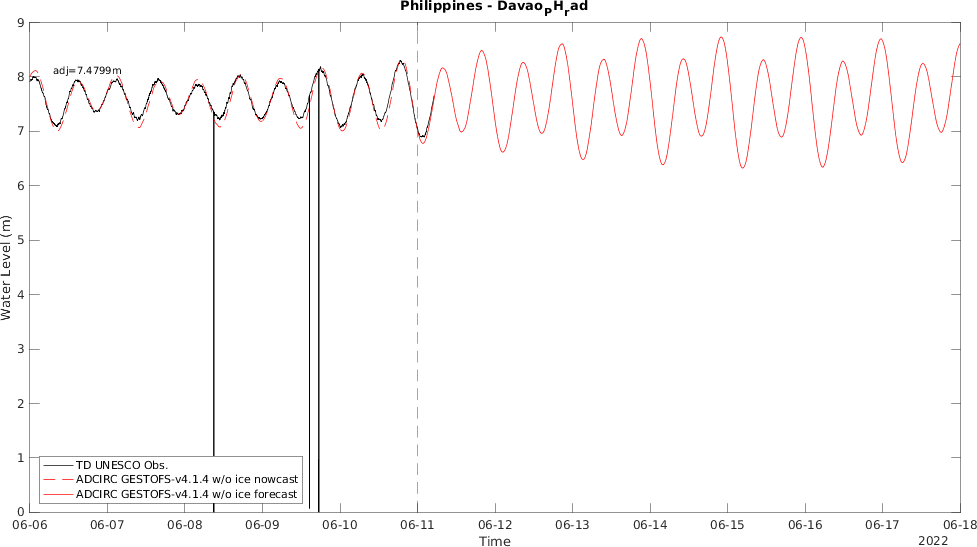 Philippines - Davao_PH_rad
9
8
7
6
5
4
3
2
1
0
Water Level (m)
adj=7.4799m
TD UNESCO Obs.
ADCIRC GESTOFS-v4.1.4 w/o ice nowcast
ADCIRC GESTOFS-v4.1.4 w/o ice forecast
06-06 06-07 06-08 06-09 06-10 06-11 06-12 06-13 06-14 06-15 06-16 06-17 06-18
Time
2022